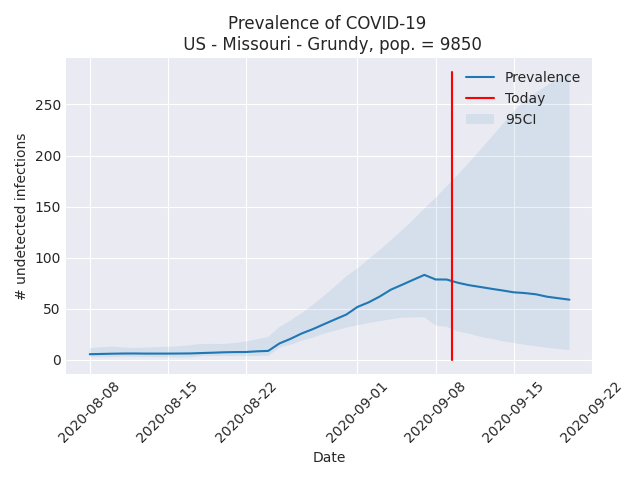 Prevalence of COVID-19
US - Missouri - Grundy, pop. = 9850
Prevalence
Today
95CI
# undetected infections
250
200
150
100
50
0
2020-08-08
2020-08-15
2020-08-22
2020-09-01
2020-09-08
2020-09-15
2020-09-22
Date